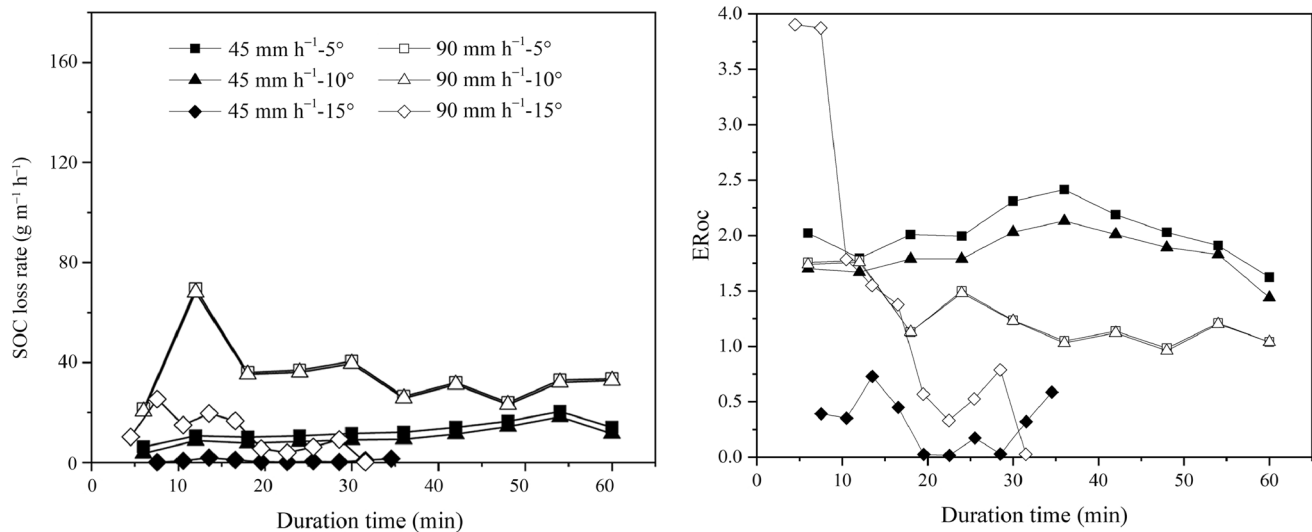 SOC loss rate (g m⁻¹ h⁻¹)
180
160
120
80
40
0
45 mm h⁻¹-5°
90 mm h⁻¹-5°
45 mm h⁻¹-10°
90 mm h⁻¹-10°
45 mm h⁻¹-15°
90 mm h⁻¹-15°
0 10 20 30 40 50 60
Duration time (min)
ERoc
4.0
3.5
3.0
2.5
2.0
1.5
1.0
0.5
0.0
0 10 20 30 40 50 60
Duration time (min)